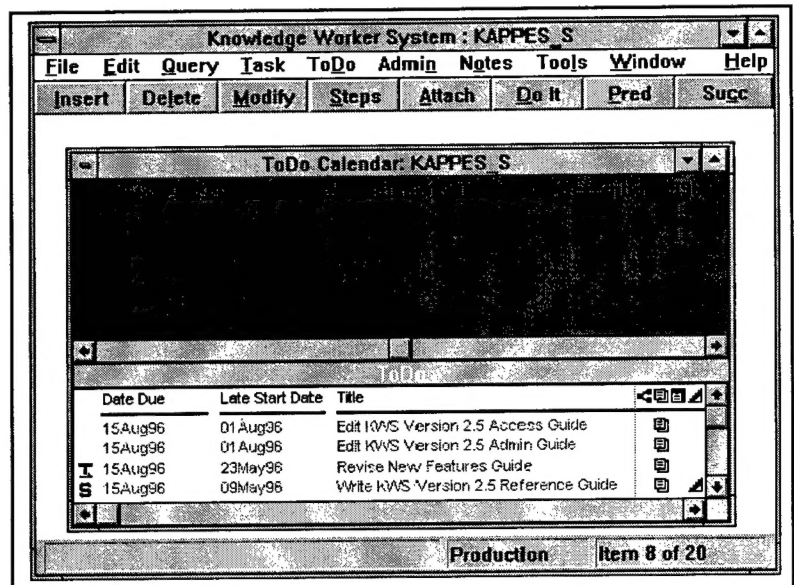 Knowledge Worker System : KAPPES_S
File Edit Query Task ToDo Admin Notes Tools Window Help
Insert Delete Modify Steps Attach Do It Pred Succ
ToDo Calendar: KAPPES_S
ToDo
Date Due Late Start Date Title
15Aug96 01Aug96 Edit KWS Version 2.5 Access Guide
15Aug96 01Aug96 Edit KWS Version 2.5 Admin Guide
T 15Aug96 23May96 Revise New Features Guide
S 15Aug96 09May96 Write KWS Version 2.5 Reference Guide
Production Item 8 of 20